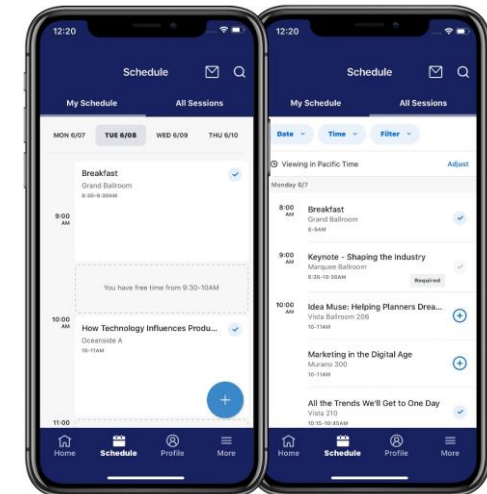 12:20
Schedule
My Schedule
All Sessions
MON 6/07
TUE 6/08
WED 6/09
THU 6/10
Breakfast
Grand Ballroom
8:30-9:30AM
9:00
AM
You have free time from 9:30-10AM
10:00
AM
How Technology Influences Produ...
Oceanside A
10-11AM
11:00
Home
Schedule
Profile
More
12:20
Schedule
My Schedule
All Sessions
Date
Time
Filter
Viewing in Pacific Time
Adjust
Monday 6/7
8:00
AM
Breakfast
Grand Ballroom
8-9AM
9:00
AM
Keynote - Shaping the Industry
Marquee Ballroom
9:30-10:30AM
Required
10:00
AM
Idea Muse: Helping Planners Drea...
Vista Ballroom 206
10-11AM
Marketing in the Digital Age
Murano 300
10-11AM
All the Trends We'll Get to One Day
Vista 210
10:15-10:45AM
Home
Schedule
Profile
More